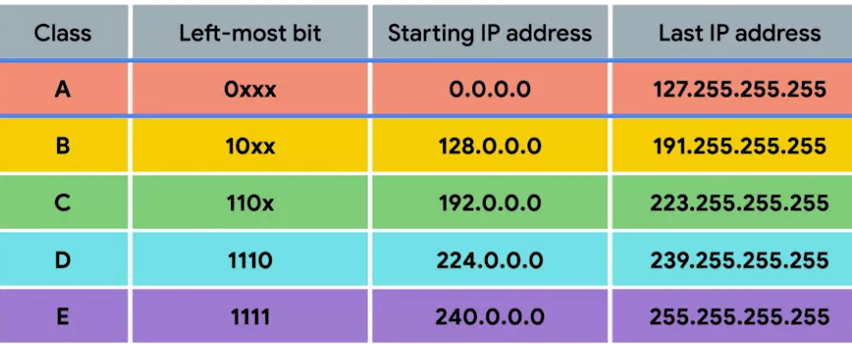 Class Left-most bit Starting IP address Last IP address
A 0xxx 0.0.0.0 127.255.255.255
B 10xx 128.0.0.0 191.255.255.255
C 110x 192.0.0.0 223.255.255.255
D 1110 224.0.0.0 239.255.255.255
E 1111 240.0.0.0 255.255.255.255